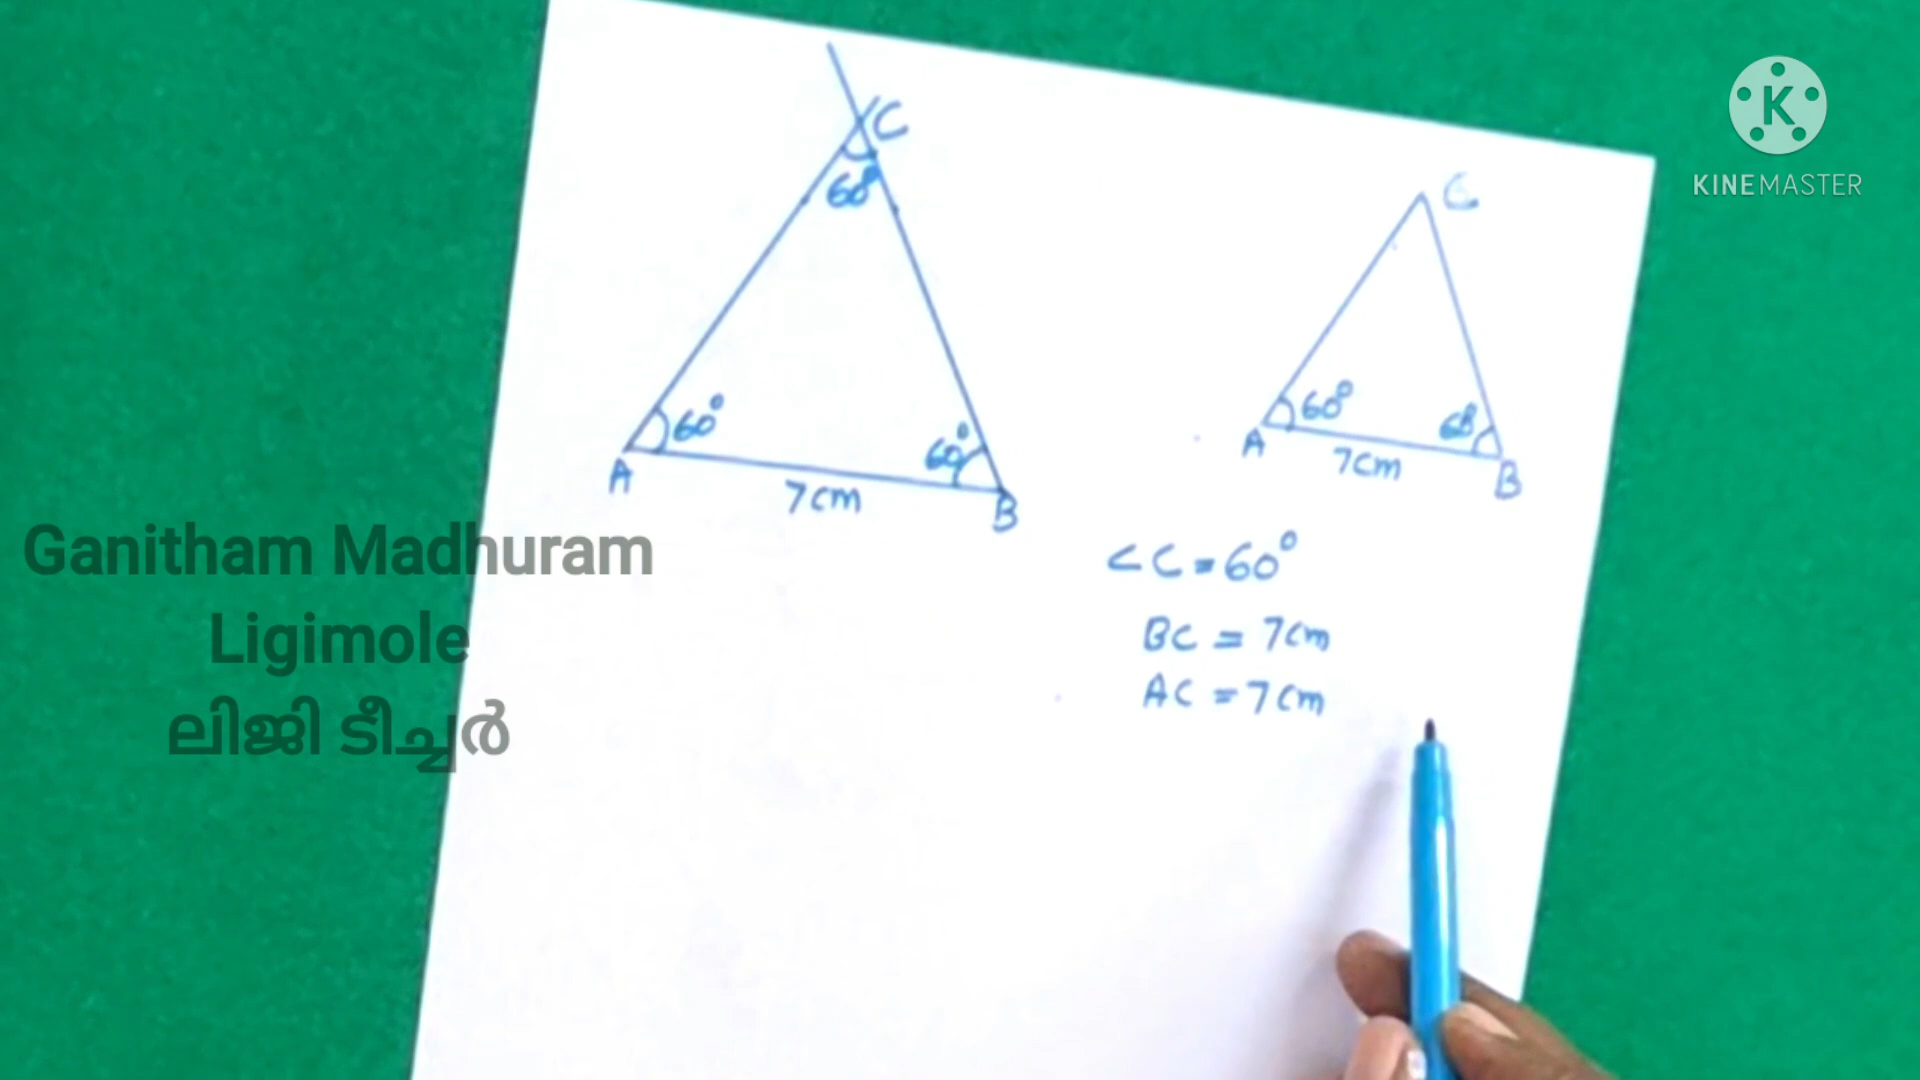 C
60°
60°
60°
A
7cm
B
C
60°
60°
A
7cm
B
<C = 60°
BC = 7cm
AC = 7cm
Ganitham Madhuram
Ligimole
ലിജി ടീച്ചർ
K
KINEMASTER